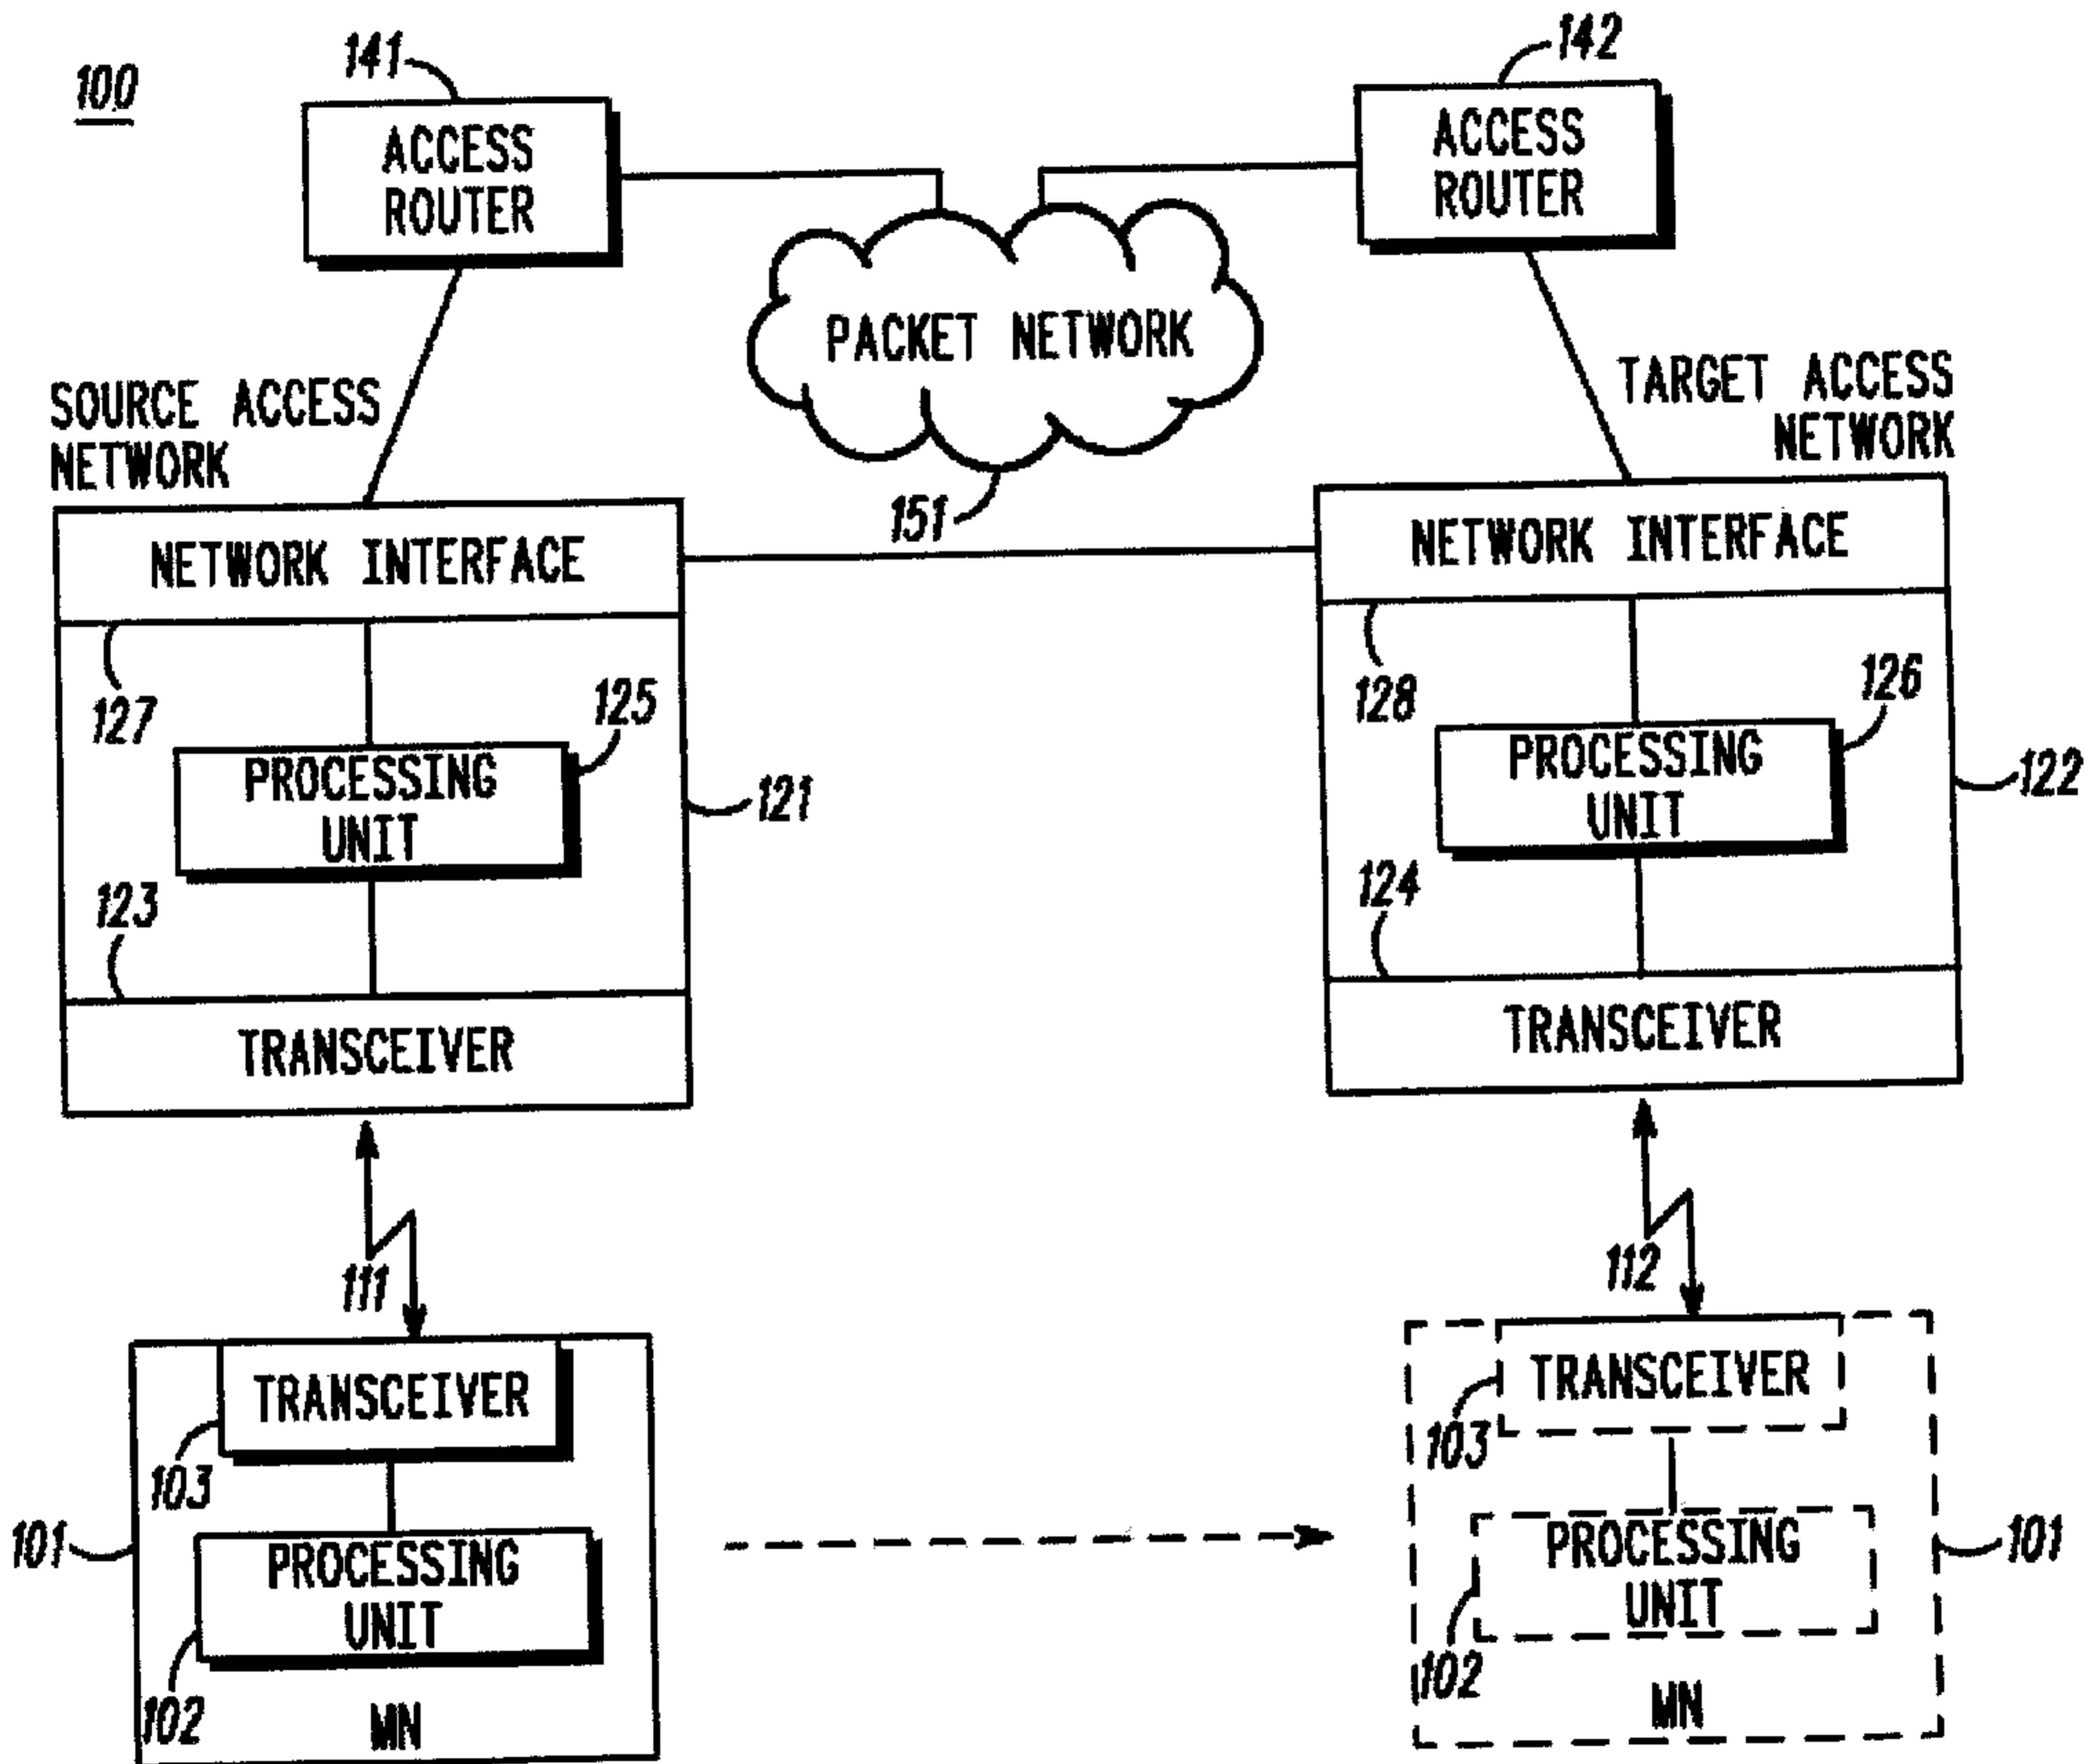 100
141
142
ACCESS
ROUTER
ACCESS
ROUTER
PACKET NETWORK
SOURCE ACCESS
NETWORK
TARGET ACCESS
NETWORK
151
NETWORK INTERFACE
NETWORK INTERFACE
127
125
128
126
PROCESSING
UNIT
121
PROCESSING
UNIT
122
123
124
TRANSCEIVER
TRANSCEIVER
111
112
TRANSCEIVER
TRANSCEIVER
103
103
101
PROCESSING
UNIT
PROCESSING
UNIT
101
102
MN
102
MN